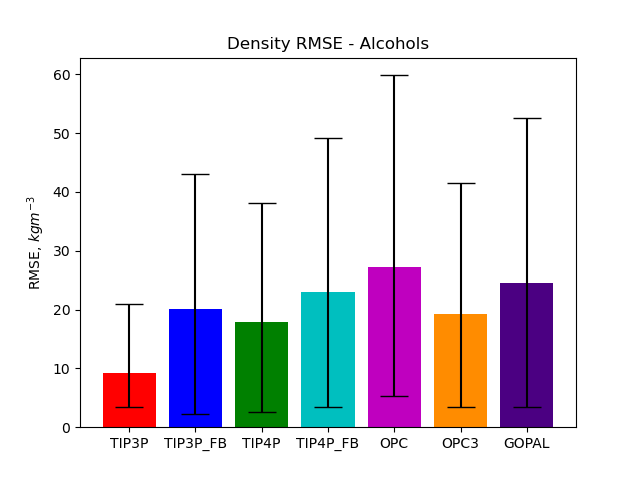 Density RMSE - Alcohols
RMSE, kgm⁻³
60
50
40
30
20
10
0
TIP3P TIP3P_FB TIP4P TIP4P_FB OPC OPC3 GOPAL